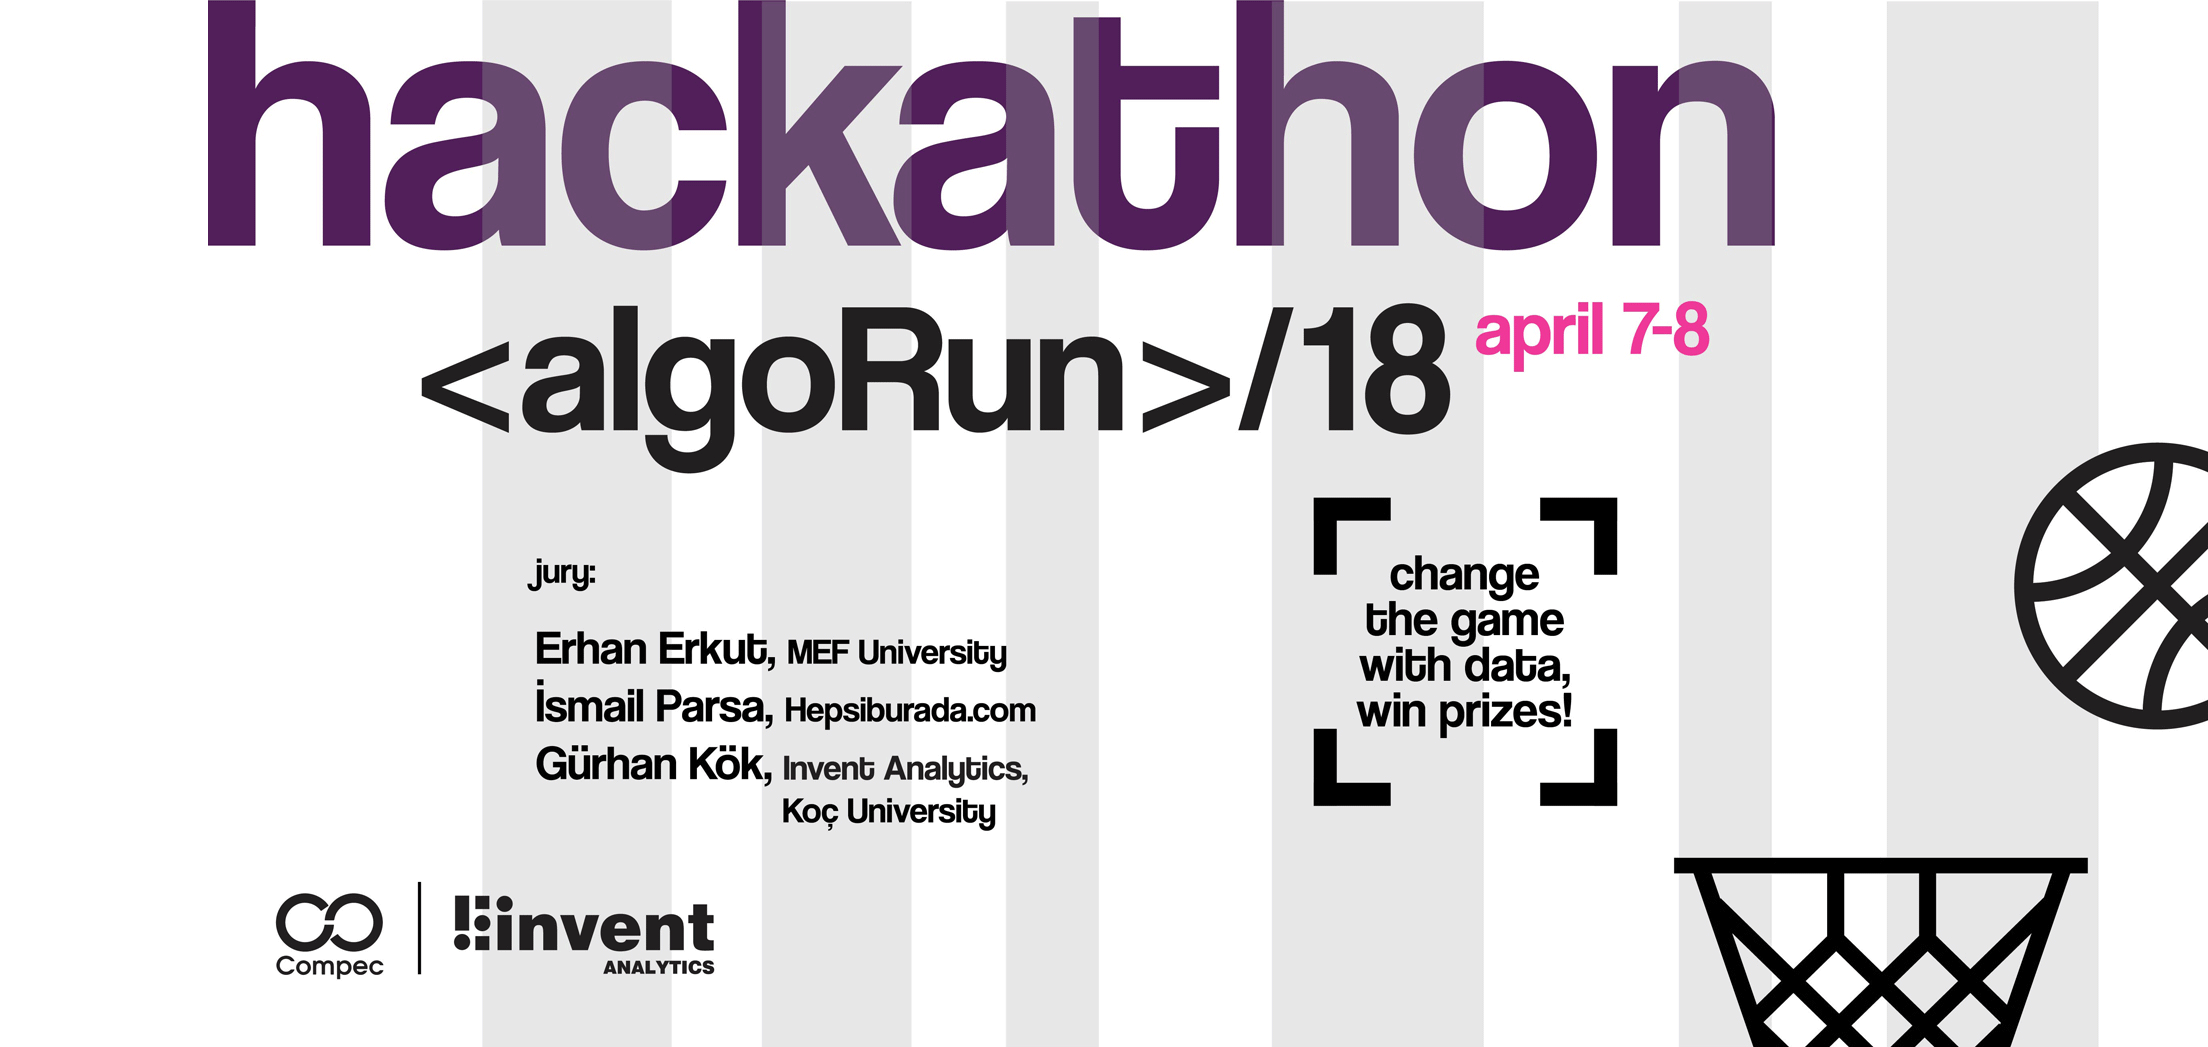 hackathon
<algoRun>/18 april 7-8
jury:
Erhan Erkut, MEF University
İsmail Parsa, Hepsiburada.com
Gürhan Kök, Invent Analytics,
Koç University
change
the game
with data,
win prizes!
Compec
invent
ANALYTICS